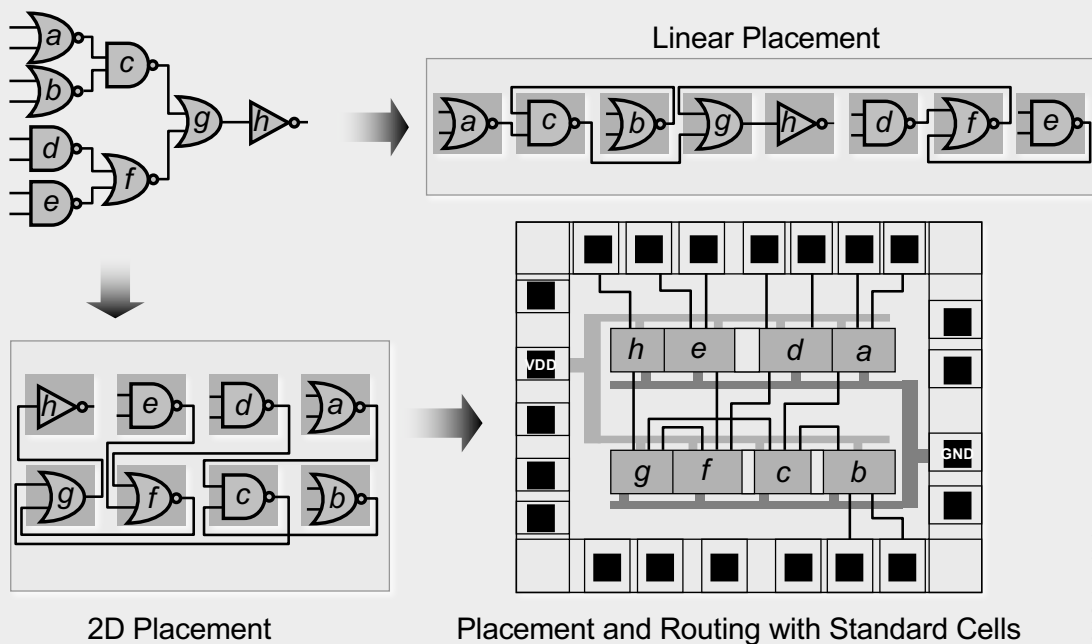 a
c
b
g
h
d
f
e
Linear Placement
a c b g h d f e
h e d a
g f c b
2D Placement
VDD
h e d a
g f c b
GND
Placement and Routing with Standard Cells